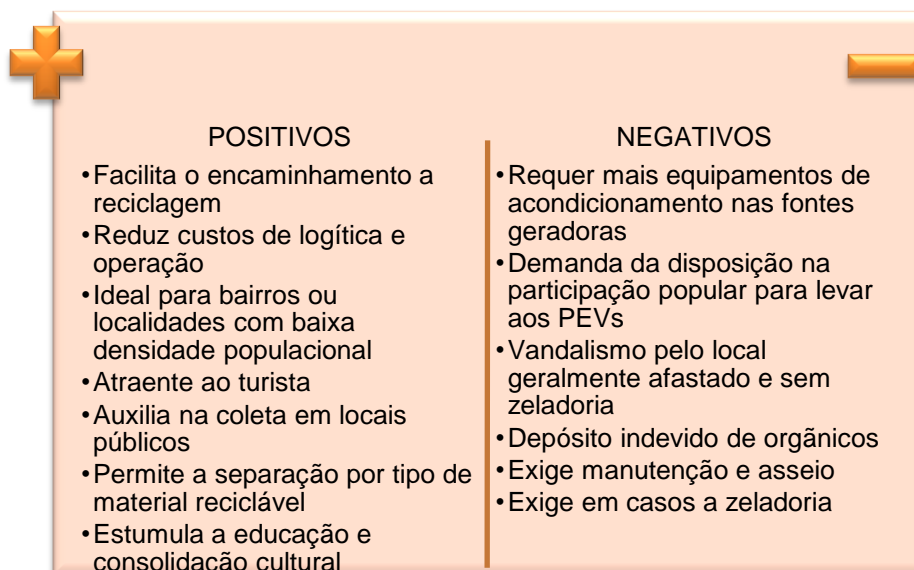 POSITIVOS
•Facilita o encaminhamento a
reciclagem
•Reduz custos de logítica e
operação
•Ideal para bairros ou
localidades com baixa
densidade populacional
•Atraente ao turista
•Auxilia na coleta em locais
públicos
•Permite a separação por tipo de
material reciclável
•Estumula a educação e
consolidação cultural
NEGATIVOS
•Requer mais equipamentos de
acondicionamento nas fontes
geradoras
•Demanda da disposição na
participação popular para levar
aos PEVs
•Vandalismo pelo local
geralmente afastado e sem
zeladoria
•Depósito indevido de orgãnicos
•Exige manutenção e asseio
•Exige em casos a zeladoria